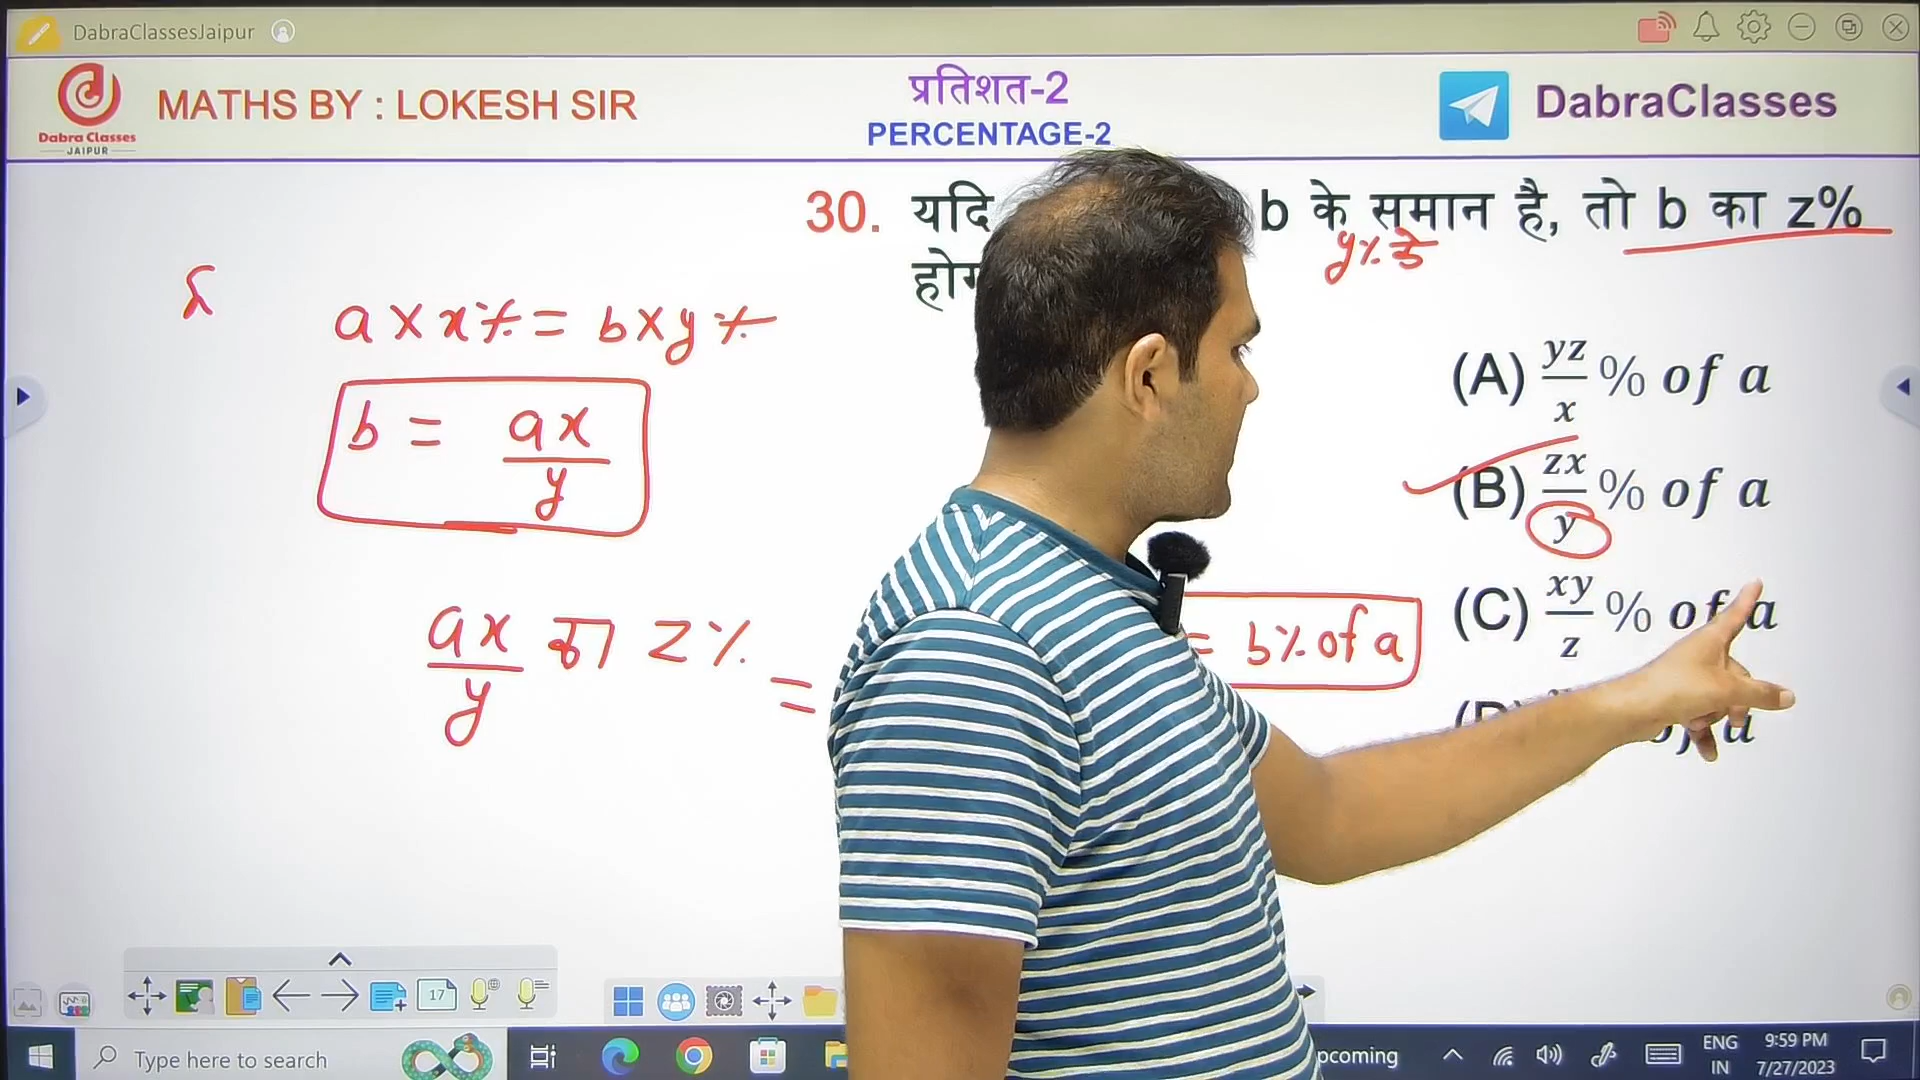 DabraClassesJaipur
Dabra Classes
JAIPUR
MATHS BY : LOKESH SIR
प्रतिशत-2
PERCENTAGE-2
DabraClasses
30. यदि b के समान है, तो b का z%
y% के
a × x% = b × y%
b = ax/y
ax/y का z% =
= b% of a
(A) yz/x % of a
(B) zx/y % of a
(C) xy/z % of a
a
17
Type here to search
pcoming
ENG
IN
9:59 PM
7/27/2023